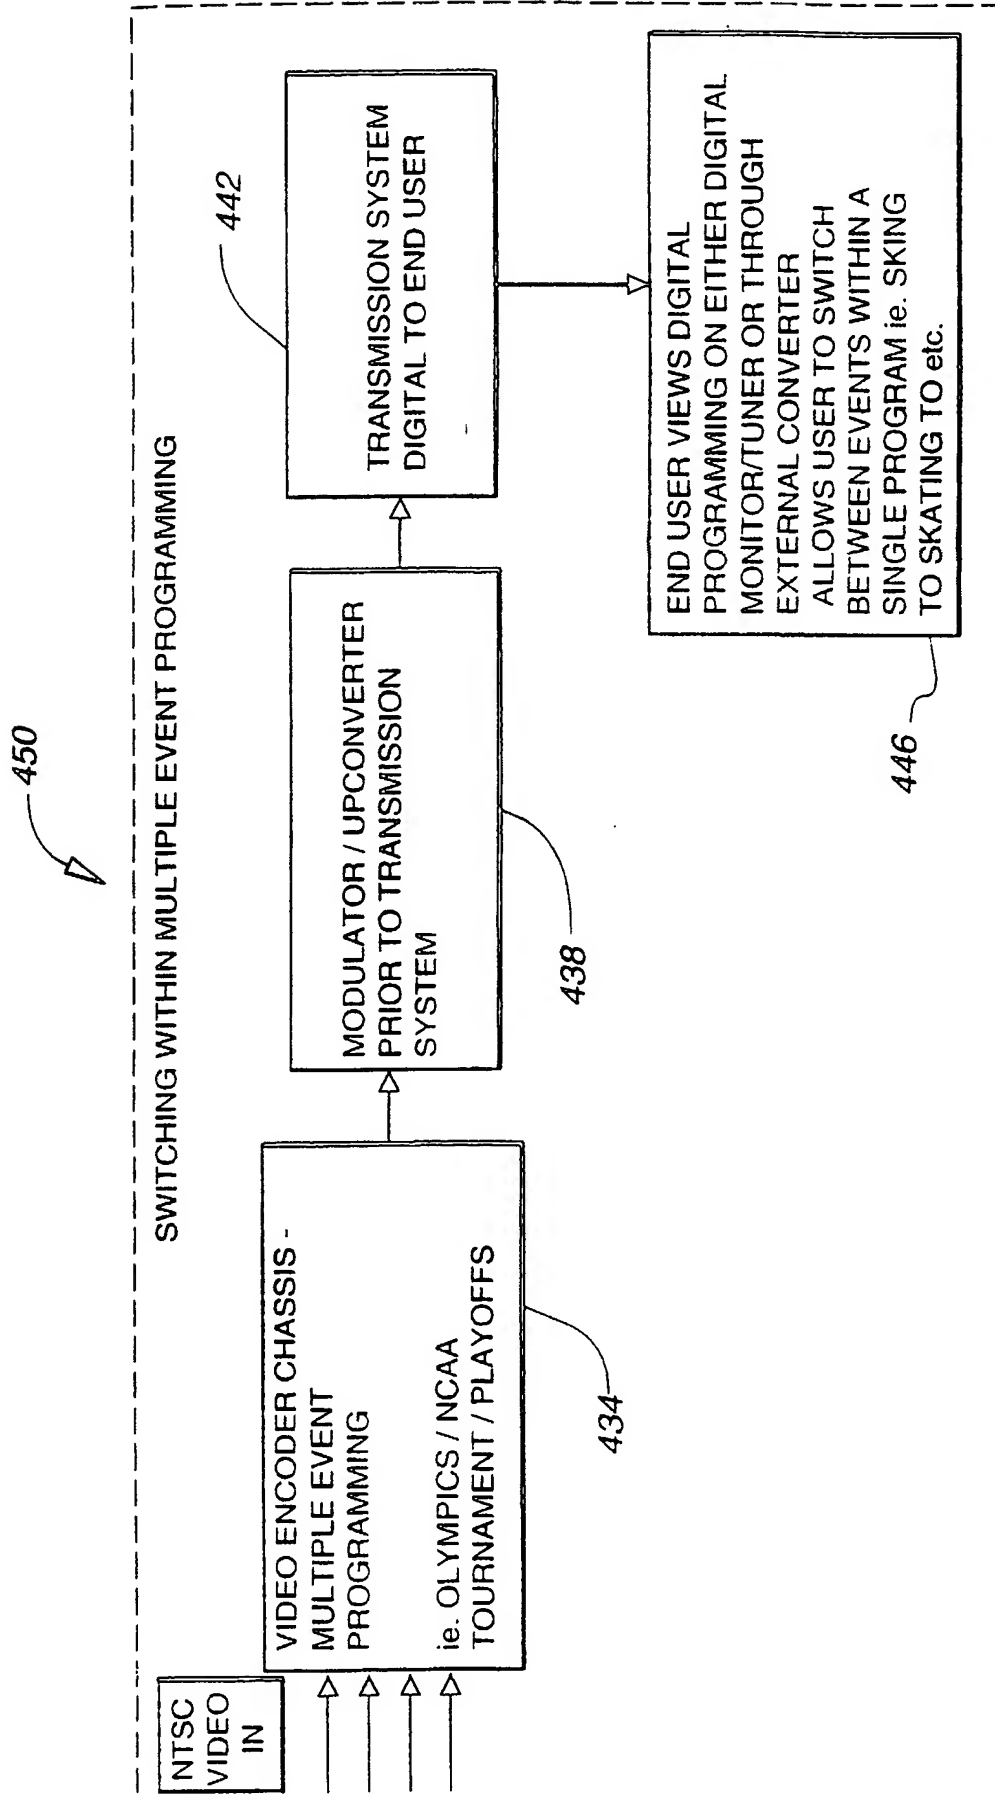 450
SWITCHING WITHIN MULTIPLE EVENT PROGRAMMING
NTSC
VIDEO
IN
VIDEO ENCODER CHASSIS -
MULTIPLE EVENT
PROGRAMMING
ie. OLYMPICS / NCAA
TOURNAMENT / PLAYOFFS
434
MODULATOR / UPCONVERTER
PRIOR TO TRANSMISSION
SYSTEM
438
442
TRANSMISSION SYSTEM
DIGITAL TO END USER
END USER VIEWS DIGITAL
PROGRAMMING ON EITHER DIGITAL
MONITOR/TUNER OR THROUGH
EXTERNAL CONVERTER
ALLOWS USER TO SWITCH
BETWEEN EVENTS WITHIN A
SINGLE PROGRAM ie. SKING
TO SKATING TO etc.
446